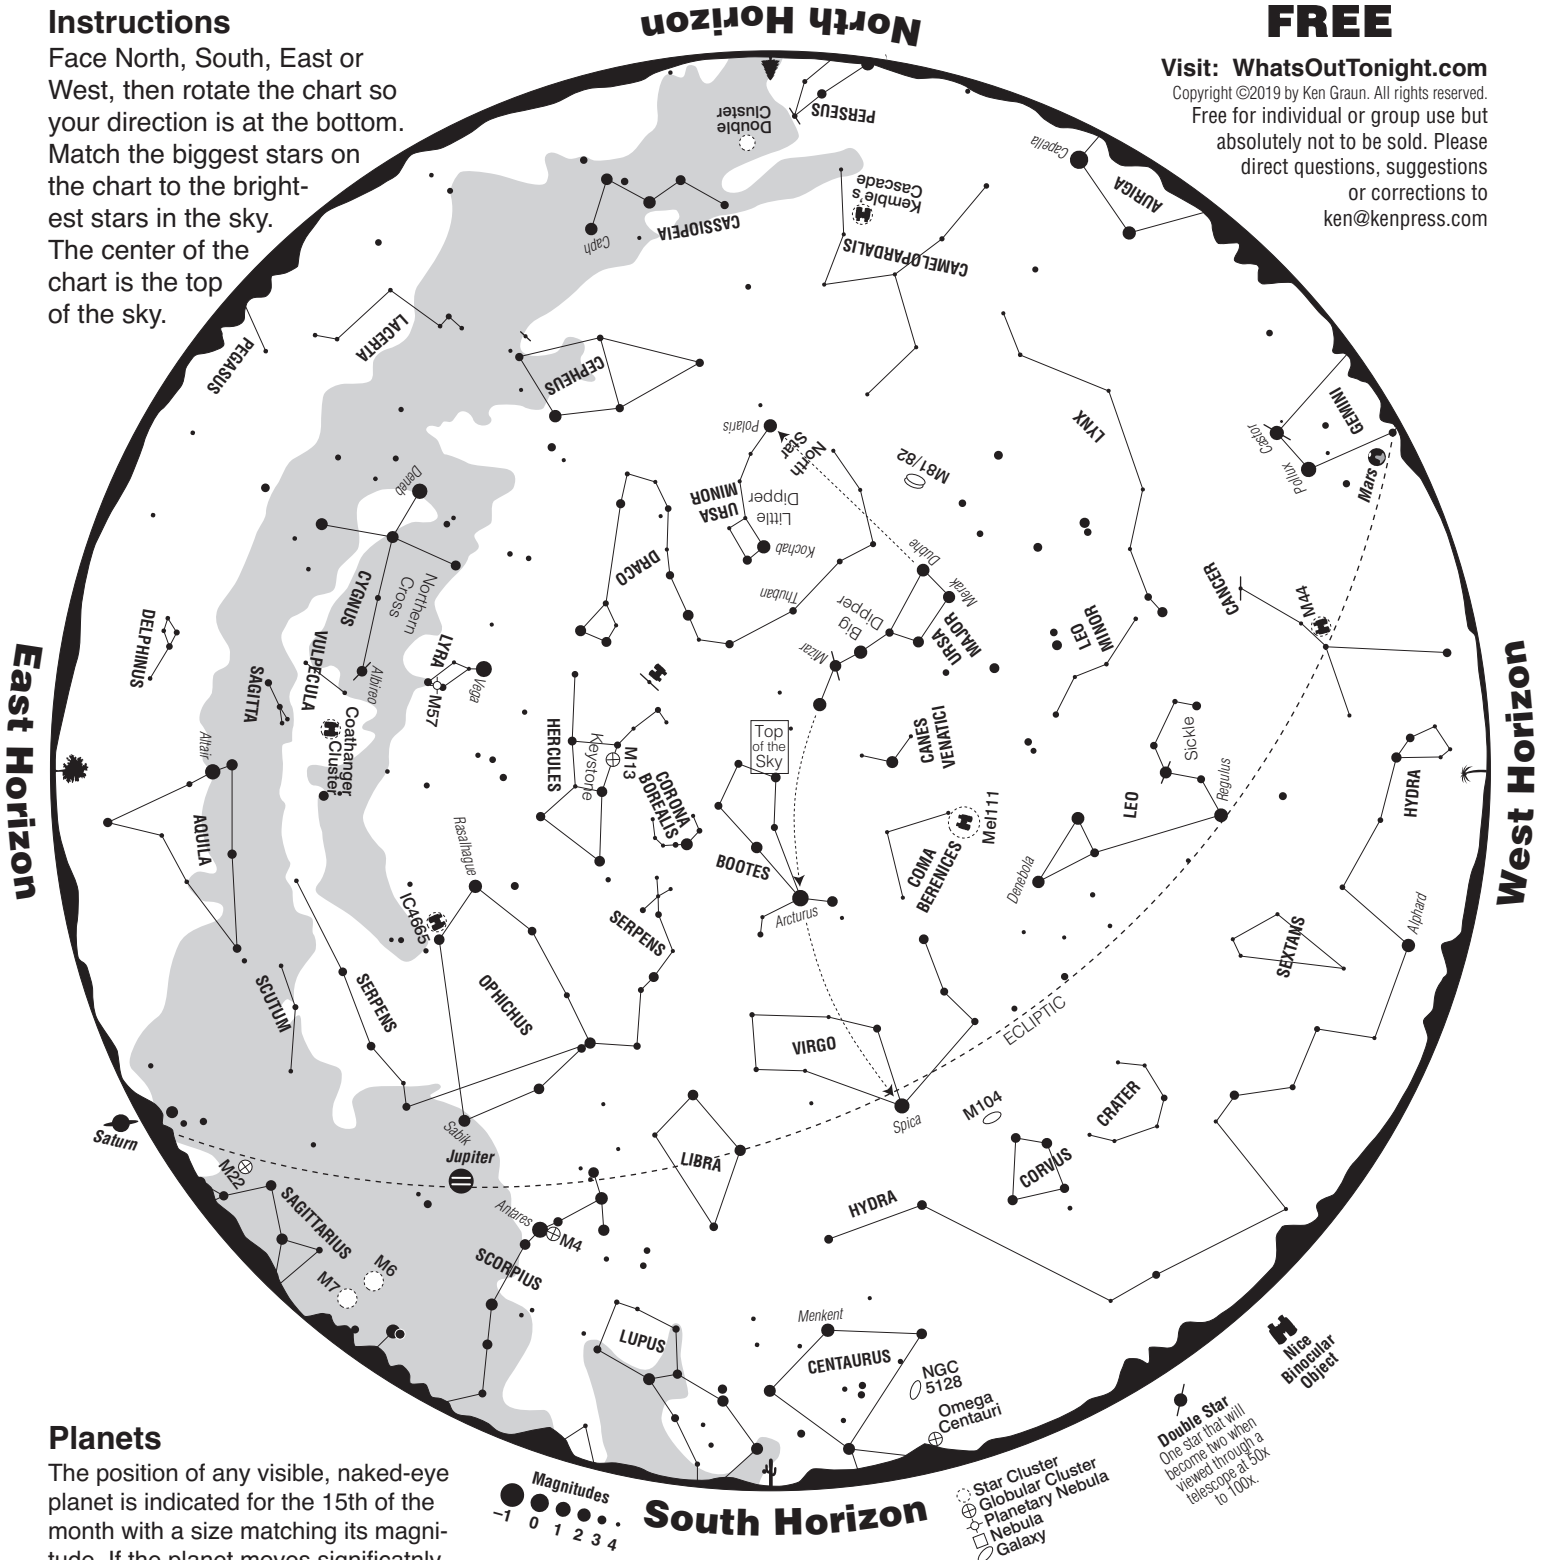 Instructions
Face North, South, East or
West, then rotate the chart so
your direction is at the bottom.
Match the biggest stars on
the chart to the bright-
est stars in the sky.
The center of the
chart is the top
of the sky.
North Horizon
FREE
Visit: WhatsOutTonight.com
Copyright ©2019 by Ken Graun. All rights reserved.
Free for individual or group use but
absolutely not to be sold. Please
direct questions, suggestions
or corrections to
ken@kenpress.com
Double
Cluster
PERSEUS
Capella
AURIGA
Kemble's
Cascade
CASSIOPEIA
Caph
CAMELOPARDALIS
LACERTA
PEGASUS
CEPHEUS
LYNX
GEMINI
Castor
Pollux
Mars
Polaris
North
Star
M81/82
Deneb
URSA
MINOR
Little
Dipper
Kochab
DRACO
Thuban
Dubhe
Merak
Big
Dipper
URSA
MAJOR
Mizar
LEO
MINOR
CANCER
M44
CYGNUS
Northern
Cross
DELPHINUS
VULPECULA
LYRA
SAGITTA
Albireo
M57
Vega
East Horizon
West Horizon
Coathanger
Cluster
Altair
HERCULES
Keystone
M13
Top
of the
Sky
CANES
VENATICI
Sickle
Regulus
HYDRA
LEO
CORONA
BOREALIS
Mel111
AQUILA
Rasalhague
BOOTES
COMA
BERENICES
Denebola
Arcturus
IC4665
SERPENS
Alphard
SEXTANS
SCUTUM
SERPENS
OPHICHUS
VIRGO
ECLIPTIC
Spica
M104
CRATER
Saturn
Sabik
Jupiter
LIBRA
CORVUS
M22
SAGITTARIUS
Antares
M4
HYDRA
SCORPIUS
M6
M7
LUPUS
Menkent
CENTAURUS
NGC
5128
Omega
Centauri
Nice
Binocular
Object
Double Star
One star that will
become two when
viewed through a
telescope at 50x
to 100x.
Planets
The position of any visible, naked-eye
planet is indicated for the 15th of the
month with a size matching its magni-
tude. If the planet moves significatnly
Magnitudes
–1 0 1 2 3 4
South Horizon
Star Cluster
Globular Cluster
Planetary Nebula
Nebula
Galaxy